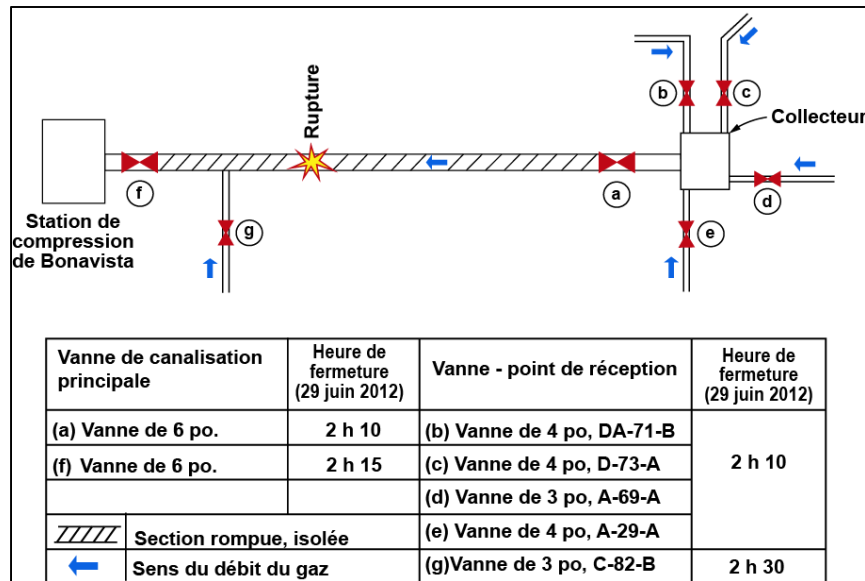 Rupture
b
c
Collecteur
f
a
d
Station de
compression
de Bonavista
g
e
Vanne de canalisation
principale
Heure de
fermeture
(29 juin 2012)
Vanne - point de réception
Heure de
fermeture
(29 juin 2012)
(a) Vanne de 6 po. 2 h 10 (b) Vanne de 4 po, DA-71-B
(f) Vanne de 6 po. 2 h 15 (c) Vanne de 4 po, D-73-A 2 h 10
(d) Vanne de 3 po, A-69-A
Section rompue, isolée (e) Vanne de 4 po, A-29-A
Sens du débit du gaz (g)Vanne de 3 po, C-82-B 2 h 30